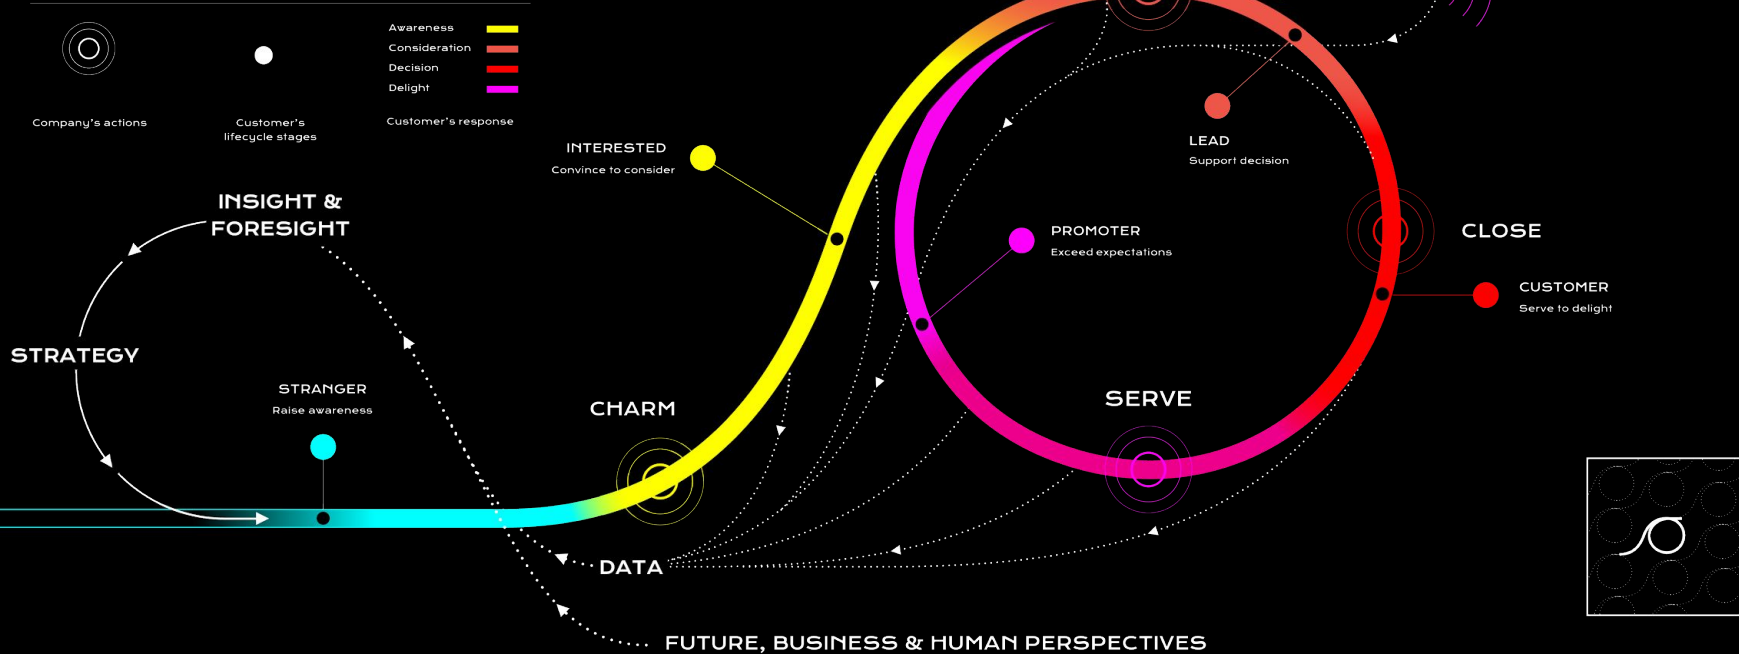 Awareness
Consideration
Decision
Delight
Company's actions
Customer's
lifecycle stages
Customer's response
INTERESTED
Convince to consider
LEAD
Support decision
INSIGHT &
FORESIGHT
PROMOTER
Exceed expectations
CLOSE
CUSTOMER
Serve to delight
STRATEGY
STRANGER
Raise awareness
CHARM
SERVE
DATA
FUTURE, BUSINESS & HUMAN PERSPECTIVES